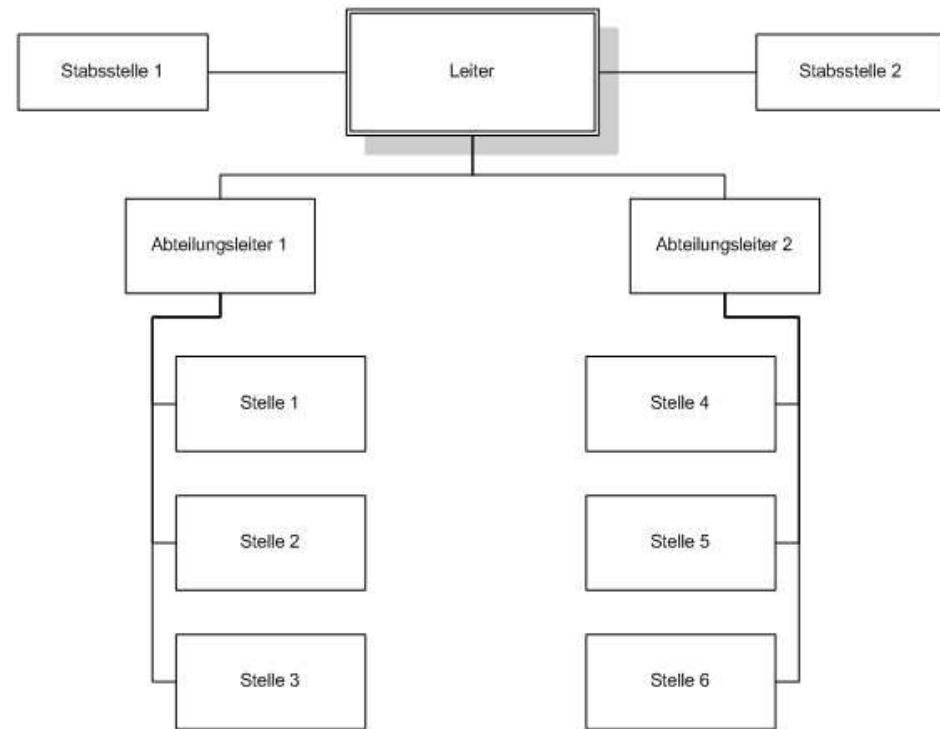 Stabsstelle 1
Leiter
Stabsstelle 2
Abteilungsleiter 1
Abteilungsleiter 2
Stelle 1
Stelle 4
Stelle 2
Stelle 5
Stelle 3
Stelle 6